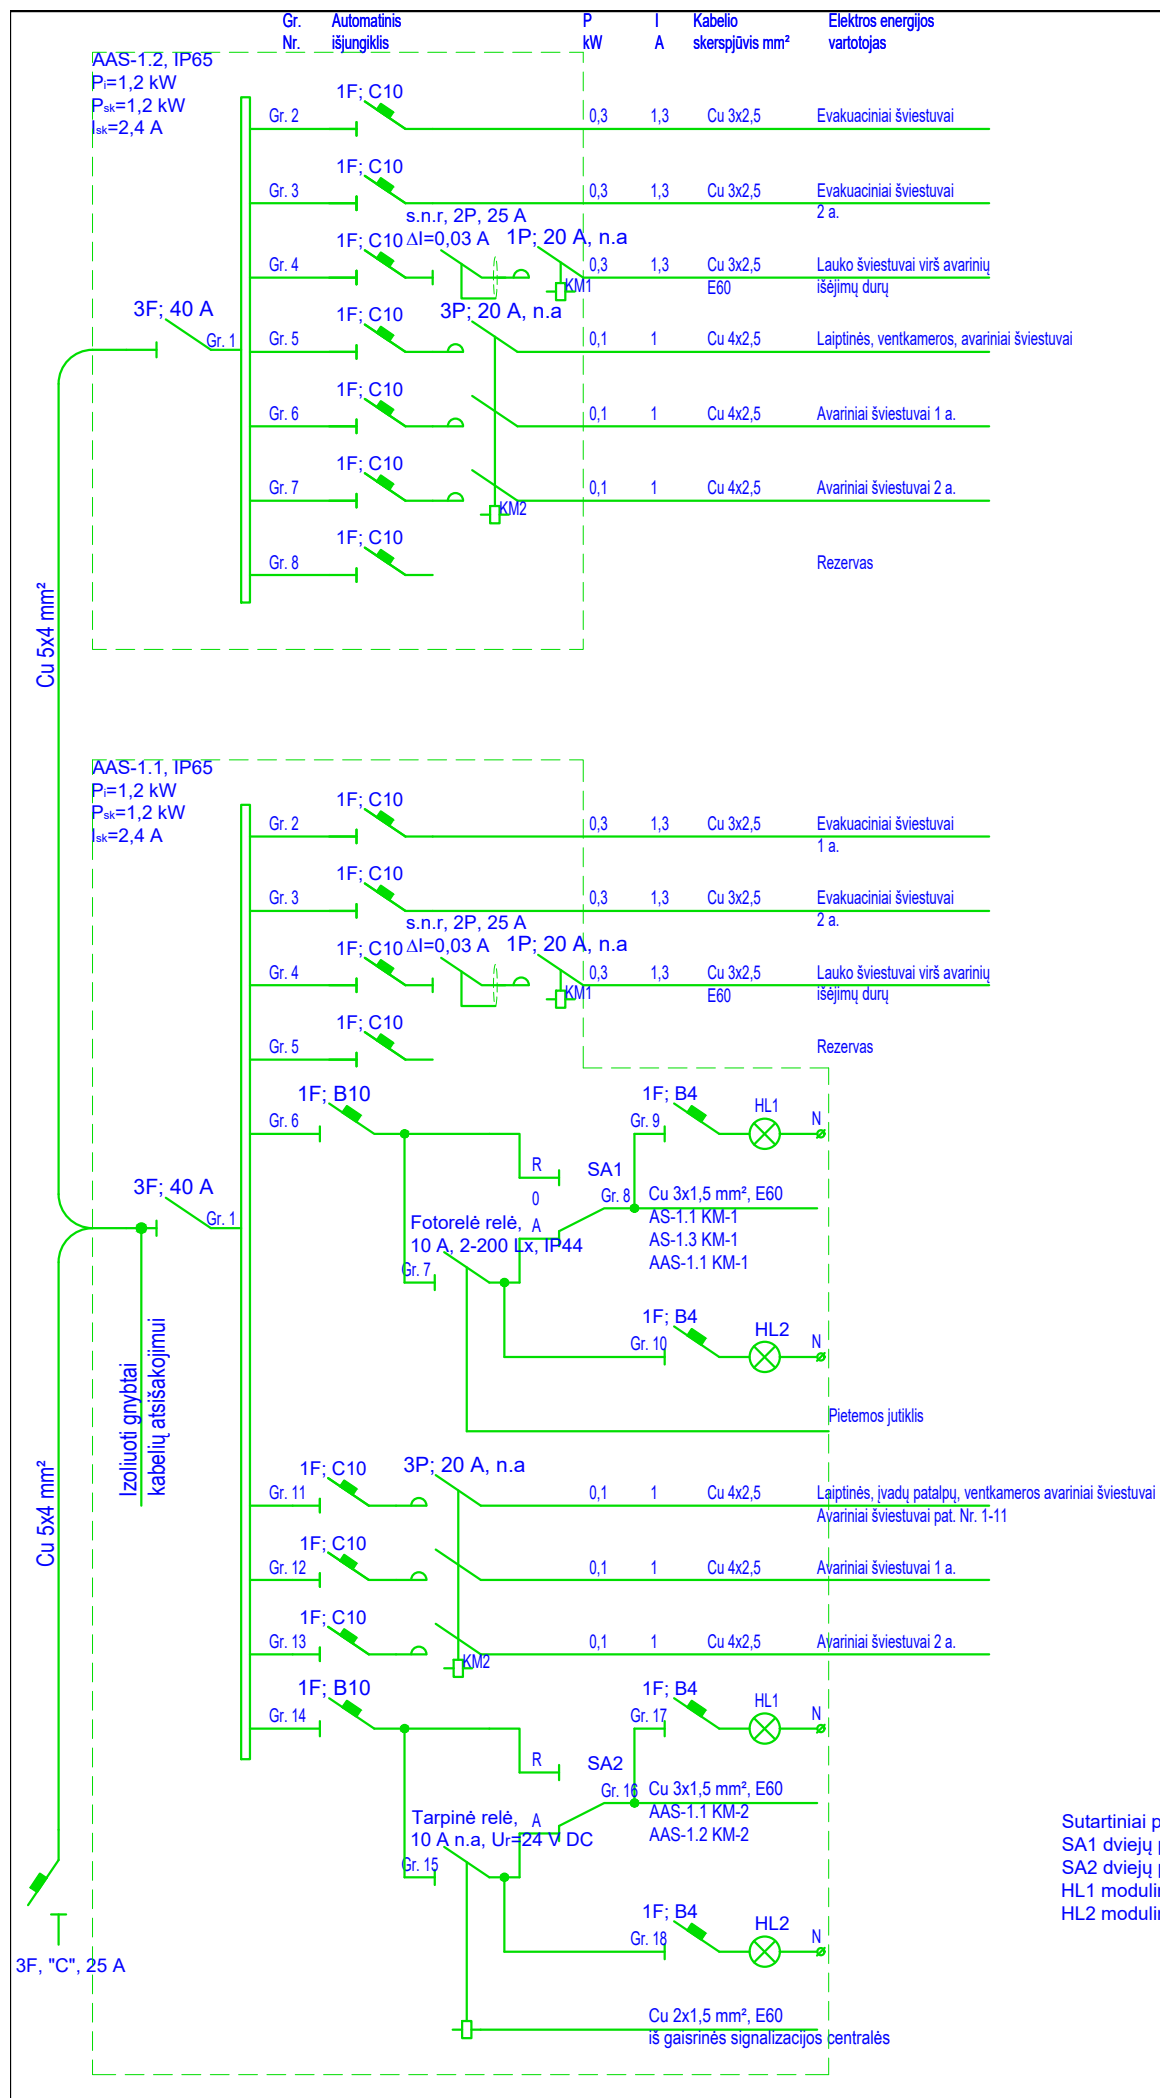 Gr. Automatinis P I Kabelio Elektros energijos
Nr. išjungiklis kW A skerspjūvis mm² vartotojas
AAS-1.2, IP65
Pi=1,2 kW
Psk=1,2 kW
Isk=2,4 A
1F; C10
Gr. 2 0,3 1,3 Cu 3x2,5 Evakuaciniai šviestuvai
1F; C10
Gr. 3 0,3 1,3 Cu 3x2,5 Evakuaciniai šviestuvai
2 a.
s.n.r, 2P, 25 A
1F; C10 ΔI=0,03 A 1P; 20 A, n.a
Gr. 4 0,3 1,3 Cu 3x2,5 Lauko šviestuvai virš avarinių
KM1 E60 išėjimų durų
3F; 40 A 1F; C10 3P; 20 A, n.a
Gr. 1 Gr. 5 0,1 1 Cu 4x2,5 Laiptinės, ventkameros, avariniai šviestuvai
1F; C10
Gr. 6 0,1 1 Cu 4x2,5 Avariniai šviestuvai 1 a.
1F; C10
Gr. 7 0,1 1 Cu 4x2,5 Avariniai šviestuvai 2 a.
KM2
1F; C10
Gr. 8 Rezervas
Cu 5x4 mm²
AAS-1.1, IP65
Pi=1,2 kW
Psk=1,2 kW
Isk=2,4 A
1F; C10
Gr. 2 0,3 1,3 Cu 3x2,5 Evakuaciniai šviestuvai
1 a.
1F; C10
Gr. 3 0,3 1,3 Cu 3x2,5 Evakuaciniai šviestuvai
2 a.
s.n.r, 2P, 25 A
1F; C10 ΔI=0,03 A 1P; 20 A, n.a
Gr. 4 0,3 1,3 Cu 3x2,5 Lauko šviestuvai virš avarinių
KM1 E60 išėjimų durų
1F; C10
Gr. 5 Rezervas
1F; B10 1F; B4 HL1
Gr. 6 Gr. 9 N
R SA1
3F; 40 A 0 Gr. 8 Cu 3x1,5 mm², E60
Gr. 1 Fotorelė relė, A AS-1.1 KM-1
10 A, 2-200 Lx, IP44 AS-1.3 KM-1
Gr. 7 AAS-1.1 KM-1
1F; B4 HL2
Gr. 10 N
Izoliuoti gnybtai
kabelių atsišakojimui
Pietemos jutiklis
1F; C10 3P; 20 A, n.a
Gr. 11 0,1 1 Cu 4x2,5 Laiptinės, įvadų patalpų, ventkameros avariniai šviestuvai
Avariniai šviestuvai pat. Nr. 1-11
1F; C10
Gr. 12 0,1 1 Cu 4x2,5 Avariniai šviestuvai 1 a.
1F; C10
Gr. 13 0,1 1 Cu 4x2,5 Avariniai šviestuvai 2 a.
KM2
Cu 5x4 mm²
1F; B10 1F; B4 HL1
Gr. 14 Gr. 17 N
R SA2
Gr. 16 Cu 3x1,5 mm², E60
Tarpinė relė, A AAS-1.1 KM-2
10 A n.a, Ur=24 V DC AAS-1.2 KM-2
Gr. 15
1F; B4 HL2
Gr. 18 N
3F, "C", 25 A
Cu 2x1,5 mm², E60
iš gaisrinės signalizacijos centralės
Sutartiniai
SA1 dviejų
SA2 dviejų
HL1
HL2